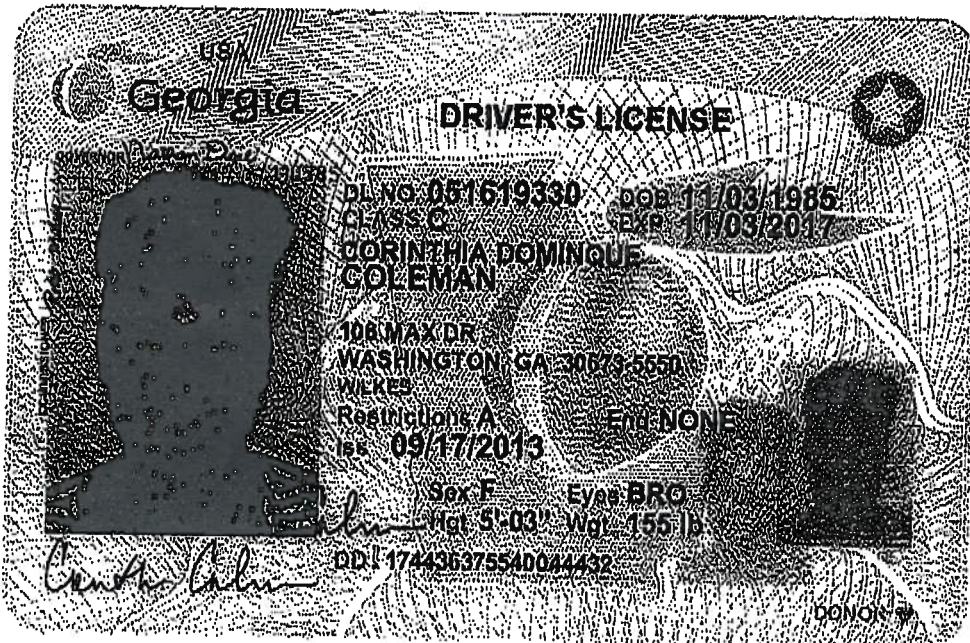 USA
Georgia
DRIVER'S LICENSE
DL NO. 051619330 DOB 11/03/1985
CLASS C EXP 11/03/2017
CORINTHIA DOMINQUE
COLEMAN
106 MAX DR
WASHINGTON, GA 30673-5550
WILKES
Restrictions A End NONE
Iss 09/17/2013
Sex F Eyes BRO
Hgt 5'-03" Wgt 155 lb
DD 174436375540044432
DONOR